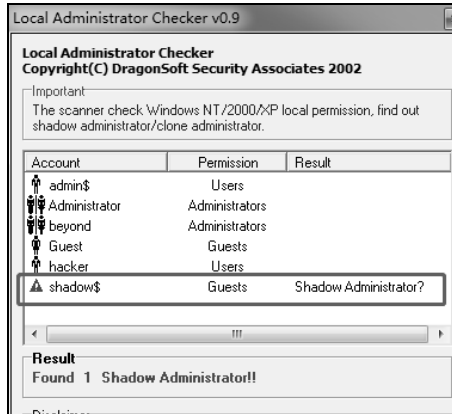 Local Administrator Checker v0.9
Local Administrator Checker
Copyright(C) DragonSoft Security Associates 2002
Important
The scanner check Windows NT/2000/XP local permission, find out
shadow administrator/clone administrator.
Account Permission Result
admin$ Users
Administrator Administrators
beyond Administrators
Guest Guests
hacker Users
shadow$ Guests Shadow Administrator?
Result
Found 1 Shadow Administrator!!
Disclaimer